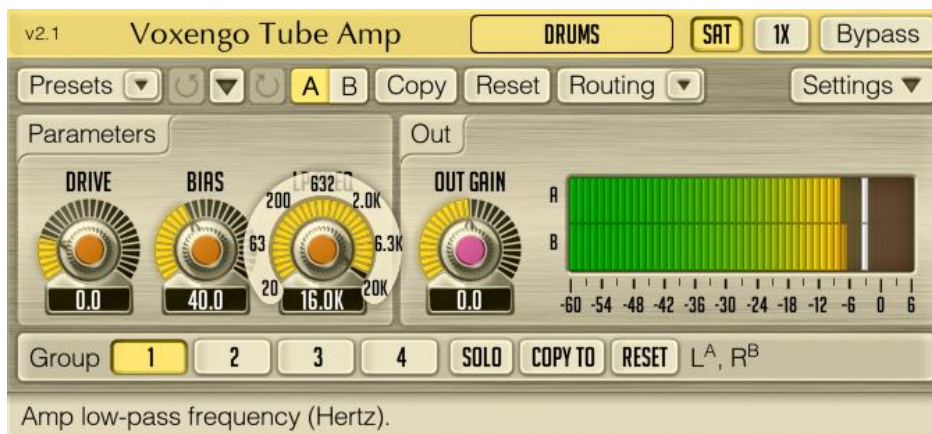 v2.1 Voxengo Tube Amp DRUMS SAT 1X Bypass
Presets A B Copy Reset Routing Settings
Parameters Out
DRIVE BIAS 632 OUT GAIN
200 2.0K
A
63 6.3K
B
20 20K
0.0 40.0 16.0K 0.0
-60 -54 -48 -42 -36 -30 -24 -18 -12 -6 0 6
Group 1 2 3 4 SOLO COPY TO RESET L^A, R^B
Amp low-pass frequency (Hertz).